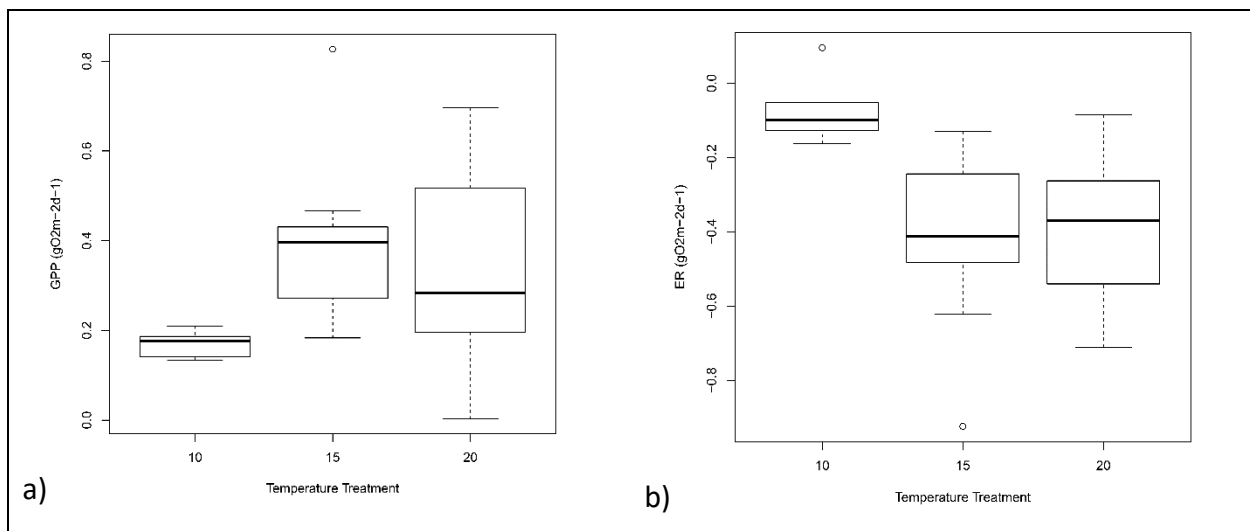 0.8
0.6
0.4
0.2
0.0
GPP (gO2m−2d−1)
10
15
20
Temperature Treatment
a)
0.0
−0.2
−0.4
−0.6
−0.8
ER (gO2m−2d−1)
10
15
20
Temperature Treatment
b)